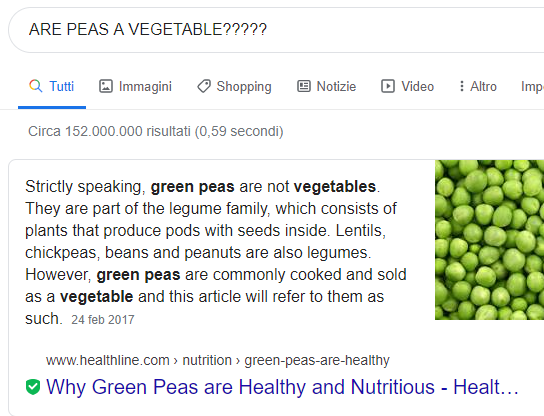 ARE PEAS A VEGETABLE?????
Tutti Immagini Shopping Notizie Video Altro Imp
Circa 152.000.000 risultati (0,59 secondi)
Strictly speaking, green peas are not vegetables.
They are part of the legume family, which consists of
plants that produce pods with seeds inside. Lentils,
chickpeas, beans and peanuts are also legumes.
However, green peas are commonly cooked and sold
as a vegetable and this article will refer to them as
such. 24 feb 2017
www.healthline.com › nutrition › green-peas-are-healthy
Why Green Peas are Healthy and Nutritious - Healt...